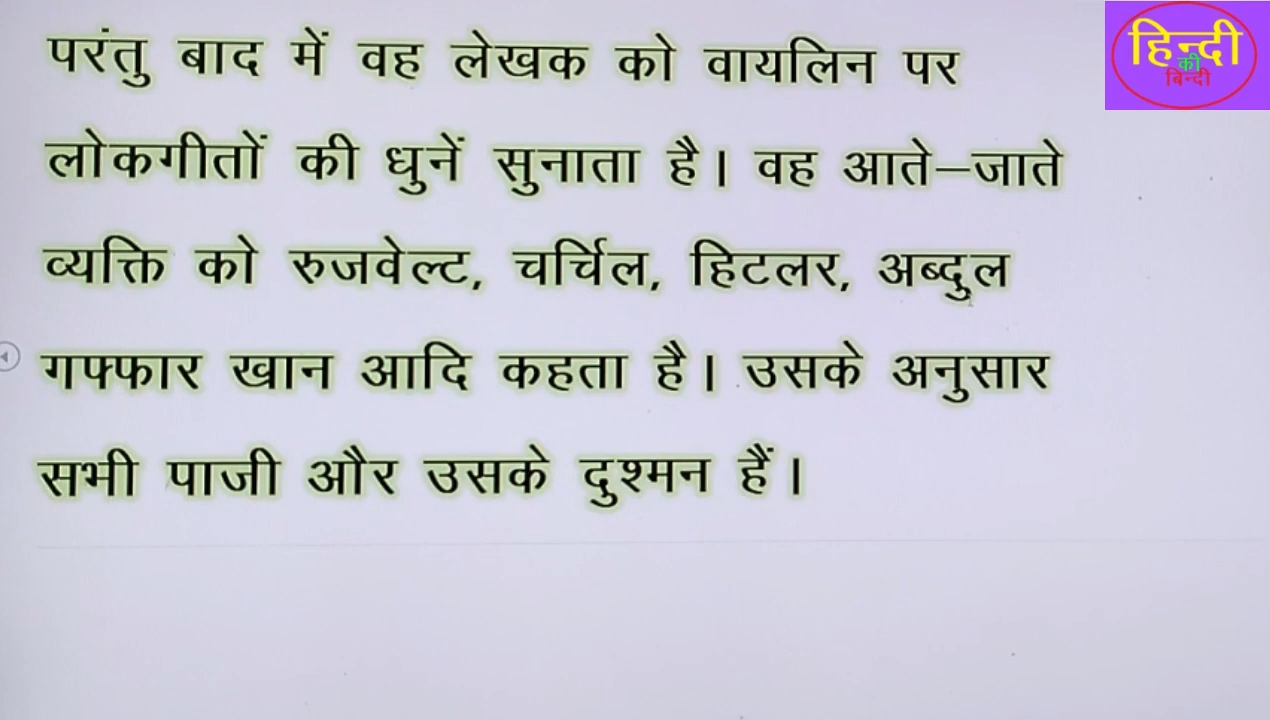 परंतु बाद में वह लेखक को वायलिन पर
लोकगीतों की धुनें सुनाता है। वह आते–जाते
व्यक्ति को रुजवेल्ट, चर्चिल, हिटलर, अब्दुल
गफ्फार खान आदि कहता है। उसके अनुसार
सभी पाजी और उसके दुश्मन हैं।
हिन्दी
की
बिन्दी